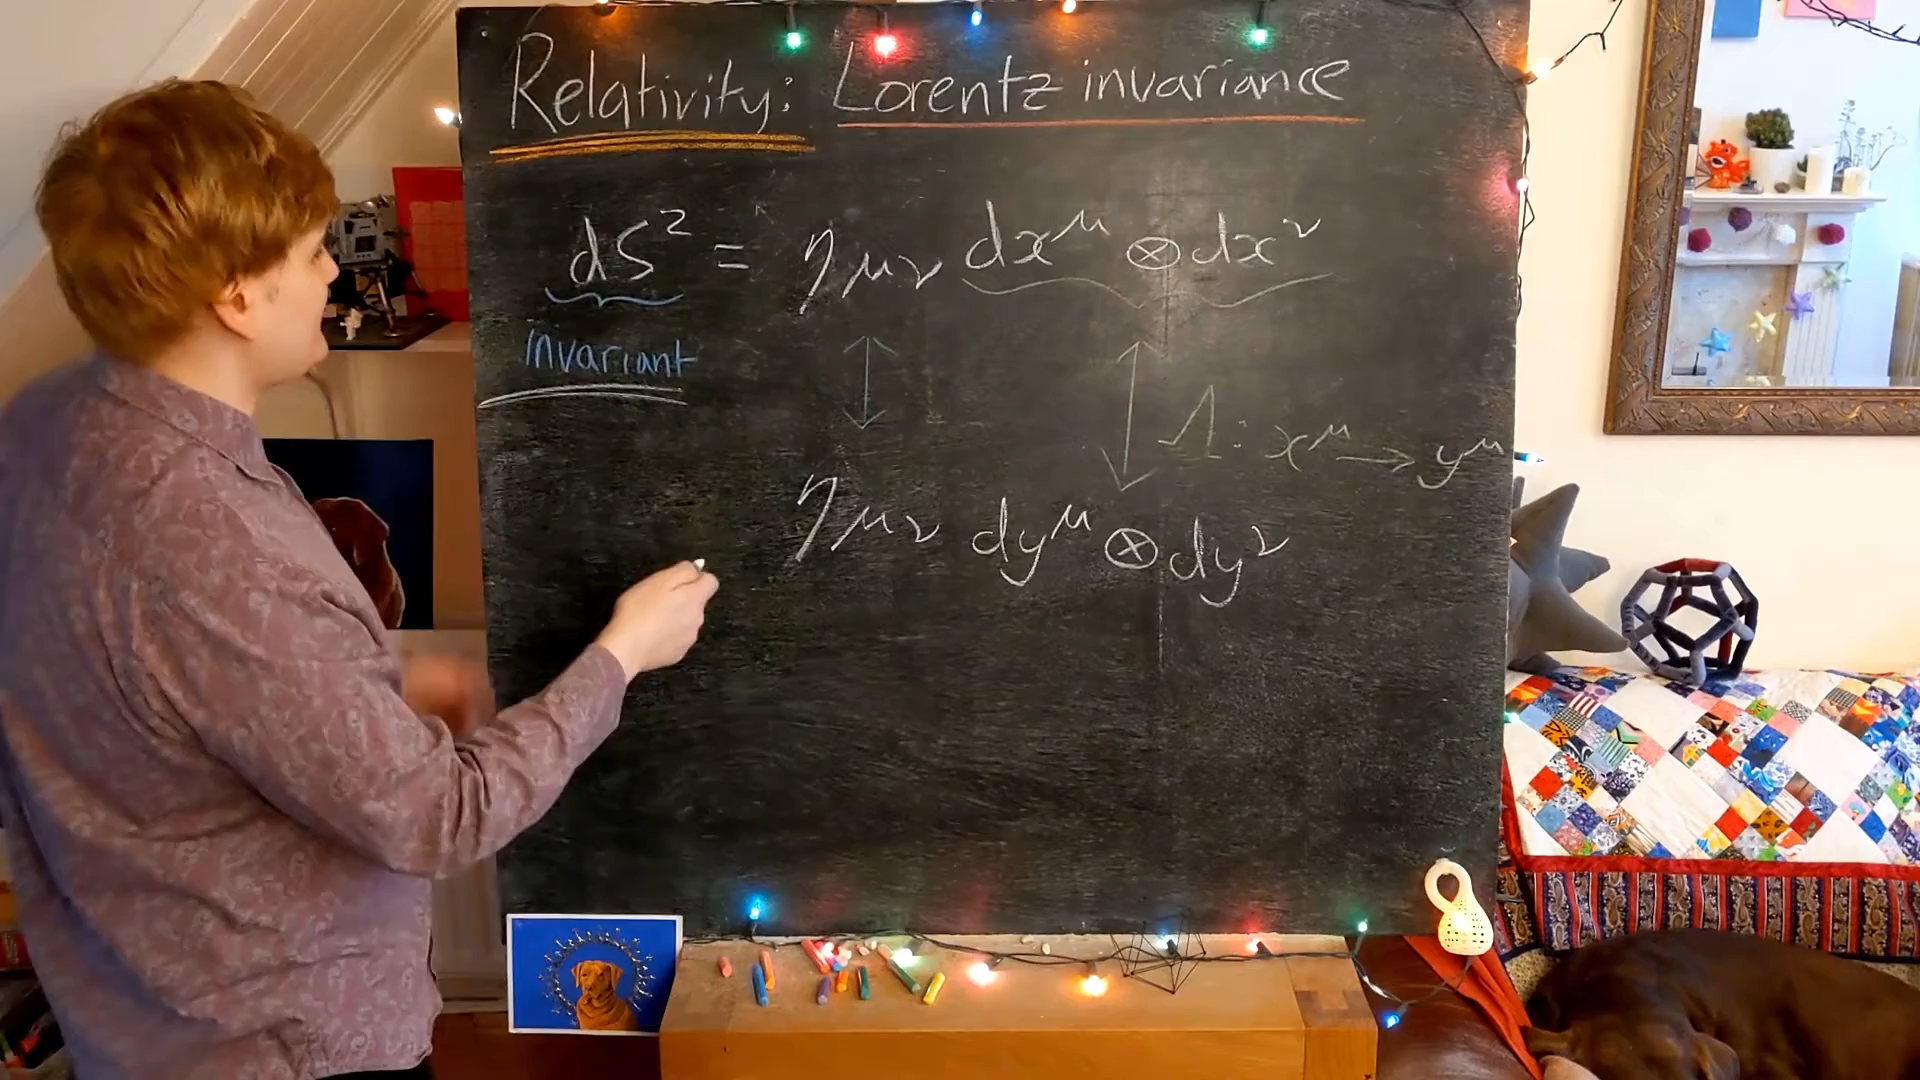 Relativity: Lorentz invariance
dS² = η_μν dx^μ ⊗ dx^ν
invariant
Λ: x^μ → y^μ
η_μν dy^μ ⊗ dy^ν